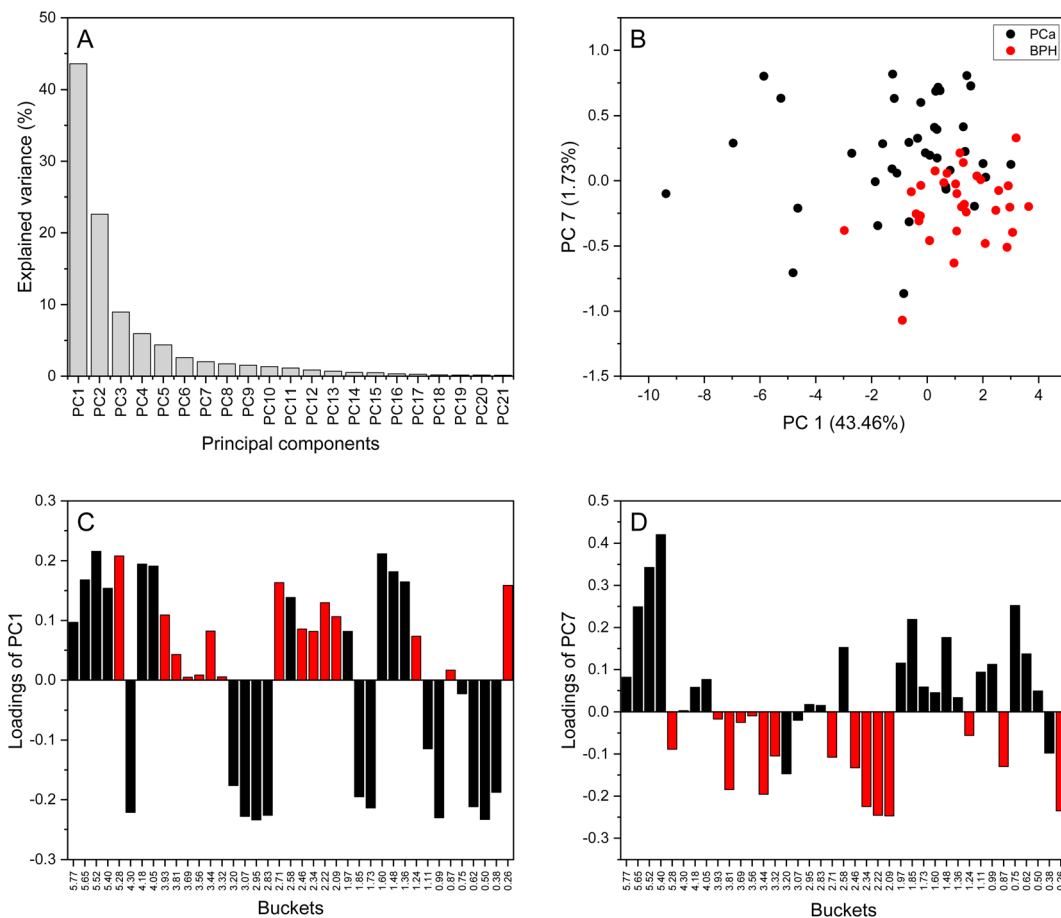 A
Explained variance (%)
50
40
30
20
10
0
PC1 PC2 PC3 PC4 PC5 PC6 PC7 PC8 PC9 PC10 PC11 PC12 PC13 PC14 PC15 PC16 PC17 PC18 PC19 PC20 PC21
Principal components
B
PCa
BPH
PC 7 (1.73%)
1.0
0.5
0.0
-0.5
-1.0
-1.5
-10 -8 -6 -4 -2 0 2 4
PC 1 (43.46%)
C
Loadings of PC1
0.3
0.2
0.1
0.0
-0.1
-0.2
-0.3
5.77 5.65 5.52 5.40 5.28 4.30 4.18 4.05 3.93 3.81 3.69 3.56 3.44 3.32 3.20 3.07 2.95 2.83 2.71 2.58 2.46 2.34 2.22 2.09 1.97 1.85 1.73 1.60 1.48 1.36 1.24 1.11 0.99 0.87 0.75 0.62 0.50 0.38 0.26
Buckets
D
Loadings of PC7
0.5
0.4
0.3
0.2
0.1
0.0
-0.1
-0.2
-0.3
5.77 5.65 5.52 5.40 5.28 4.30 4.18 4.05 3.93 3.81 3.69 3.56 3.44 3.32 3.20 3.07 2.95 2.83 2.71 2.58 2.46 2.34 2.22 2.09 1.97 1.85 1.73 1.60 1.48 1.36 1.24 1.11 0.99 0.87 0.75 0.62 0.50 0.38 0.26
Buckets